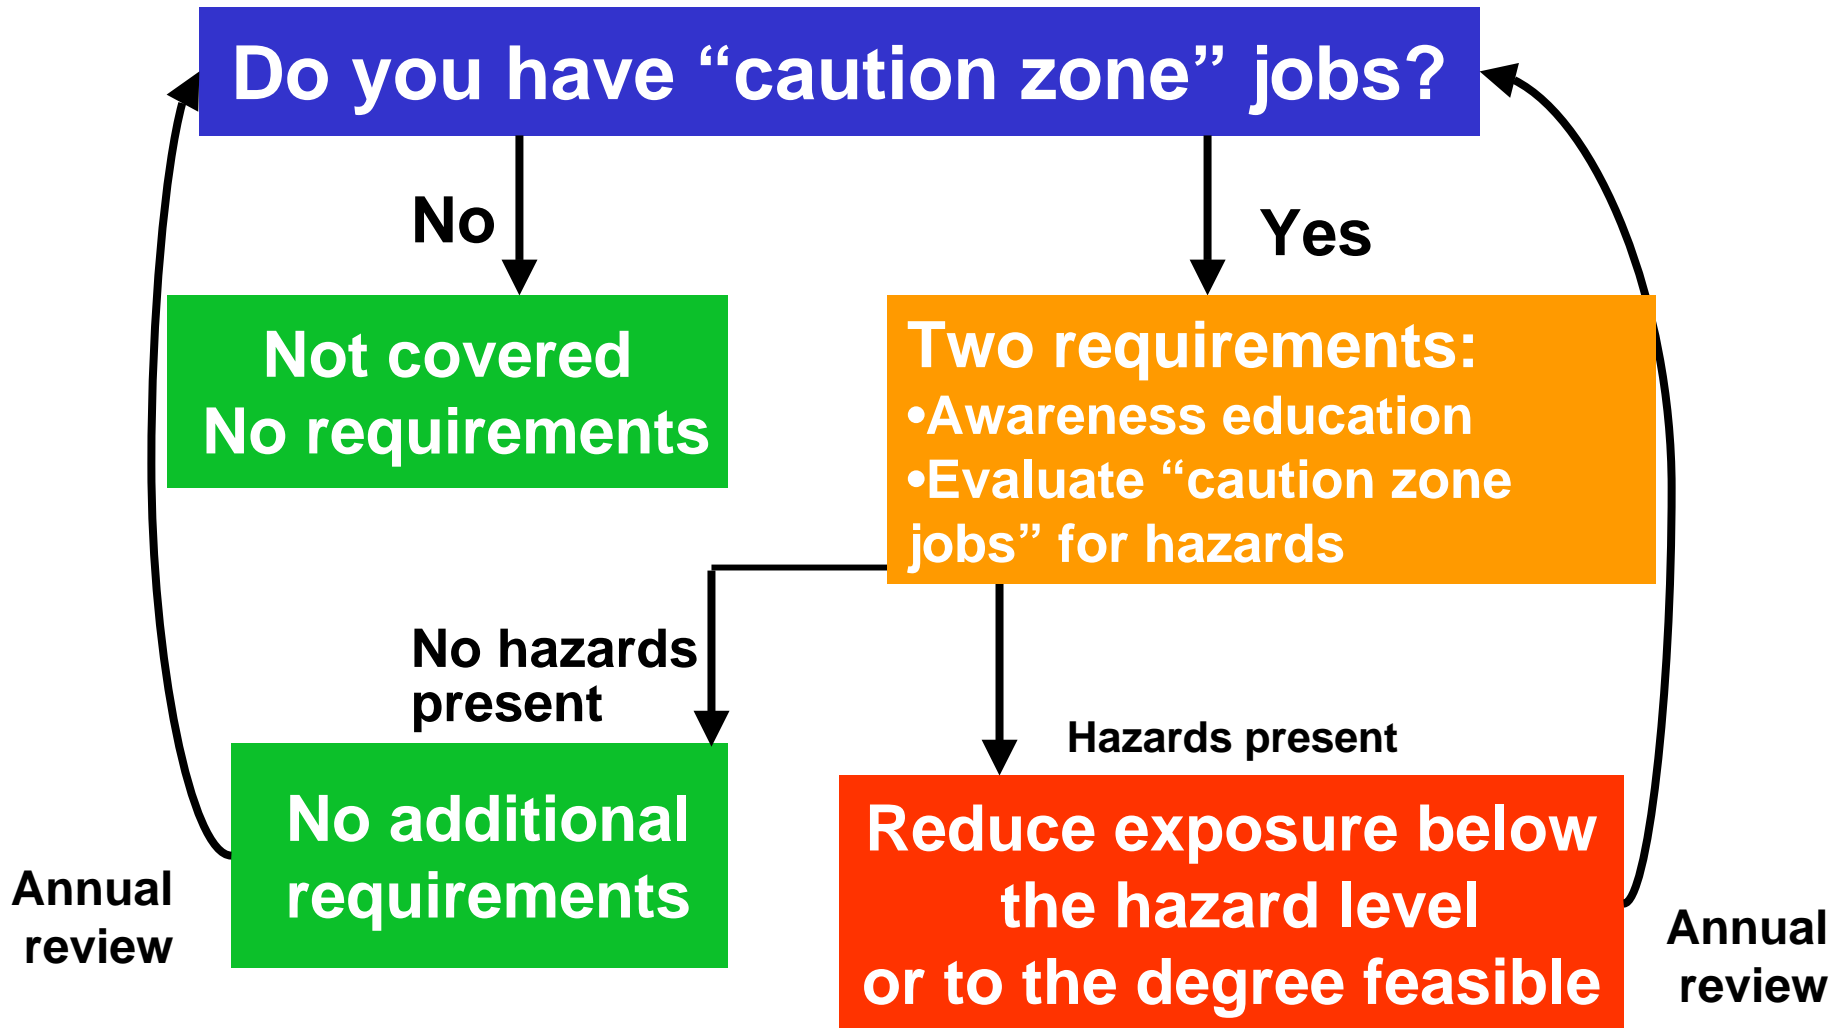 Do you have “caution zone” jobs?
No
Yes
Not covered
No requirements
Two requirements:
•Awareness education
•Evaluate “caution zone
jobs” for hazards
No hazards
present
Hazards present
No additional
requirements
Reduce exposure below
the hazard level
or to the degree feasible
Annual
review
Annual
review